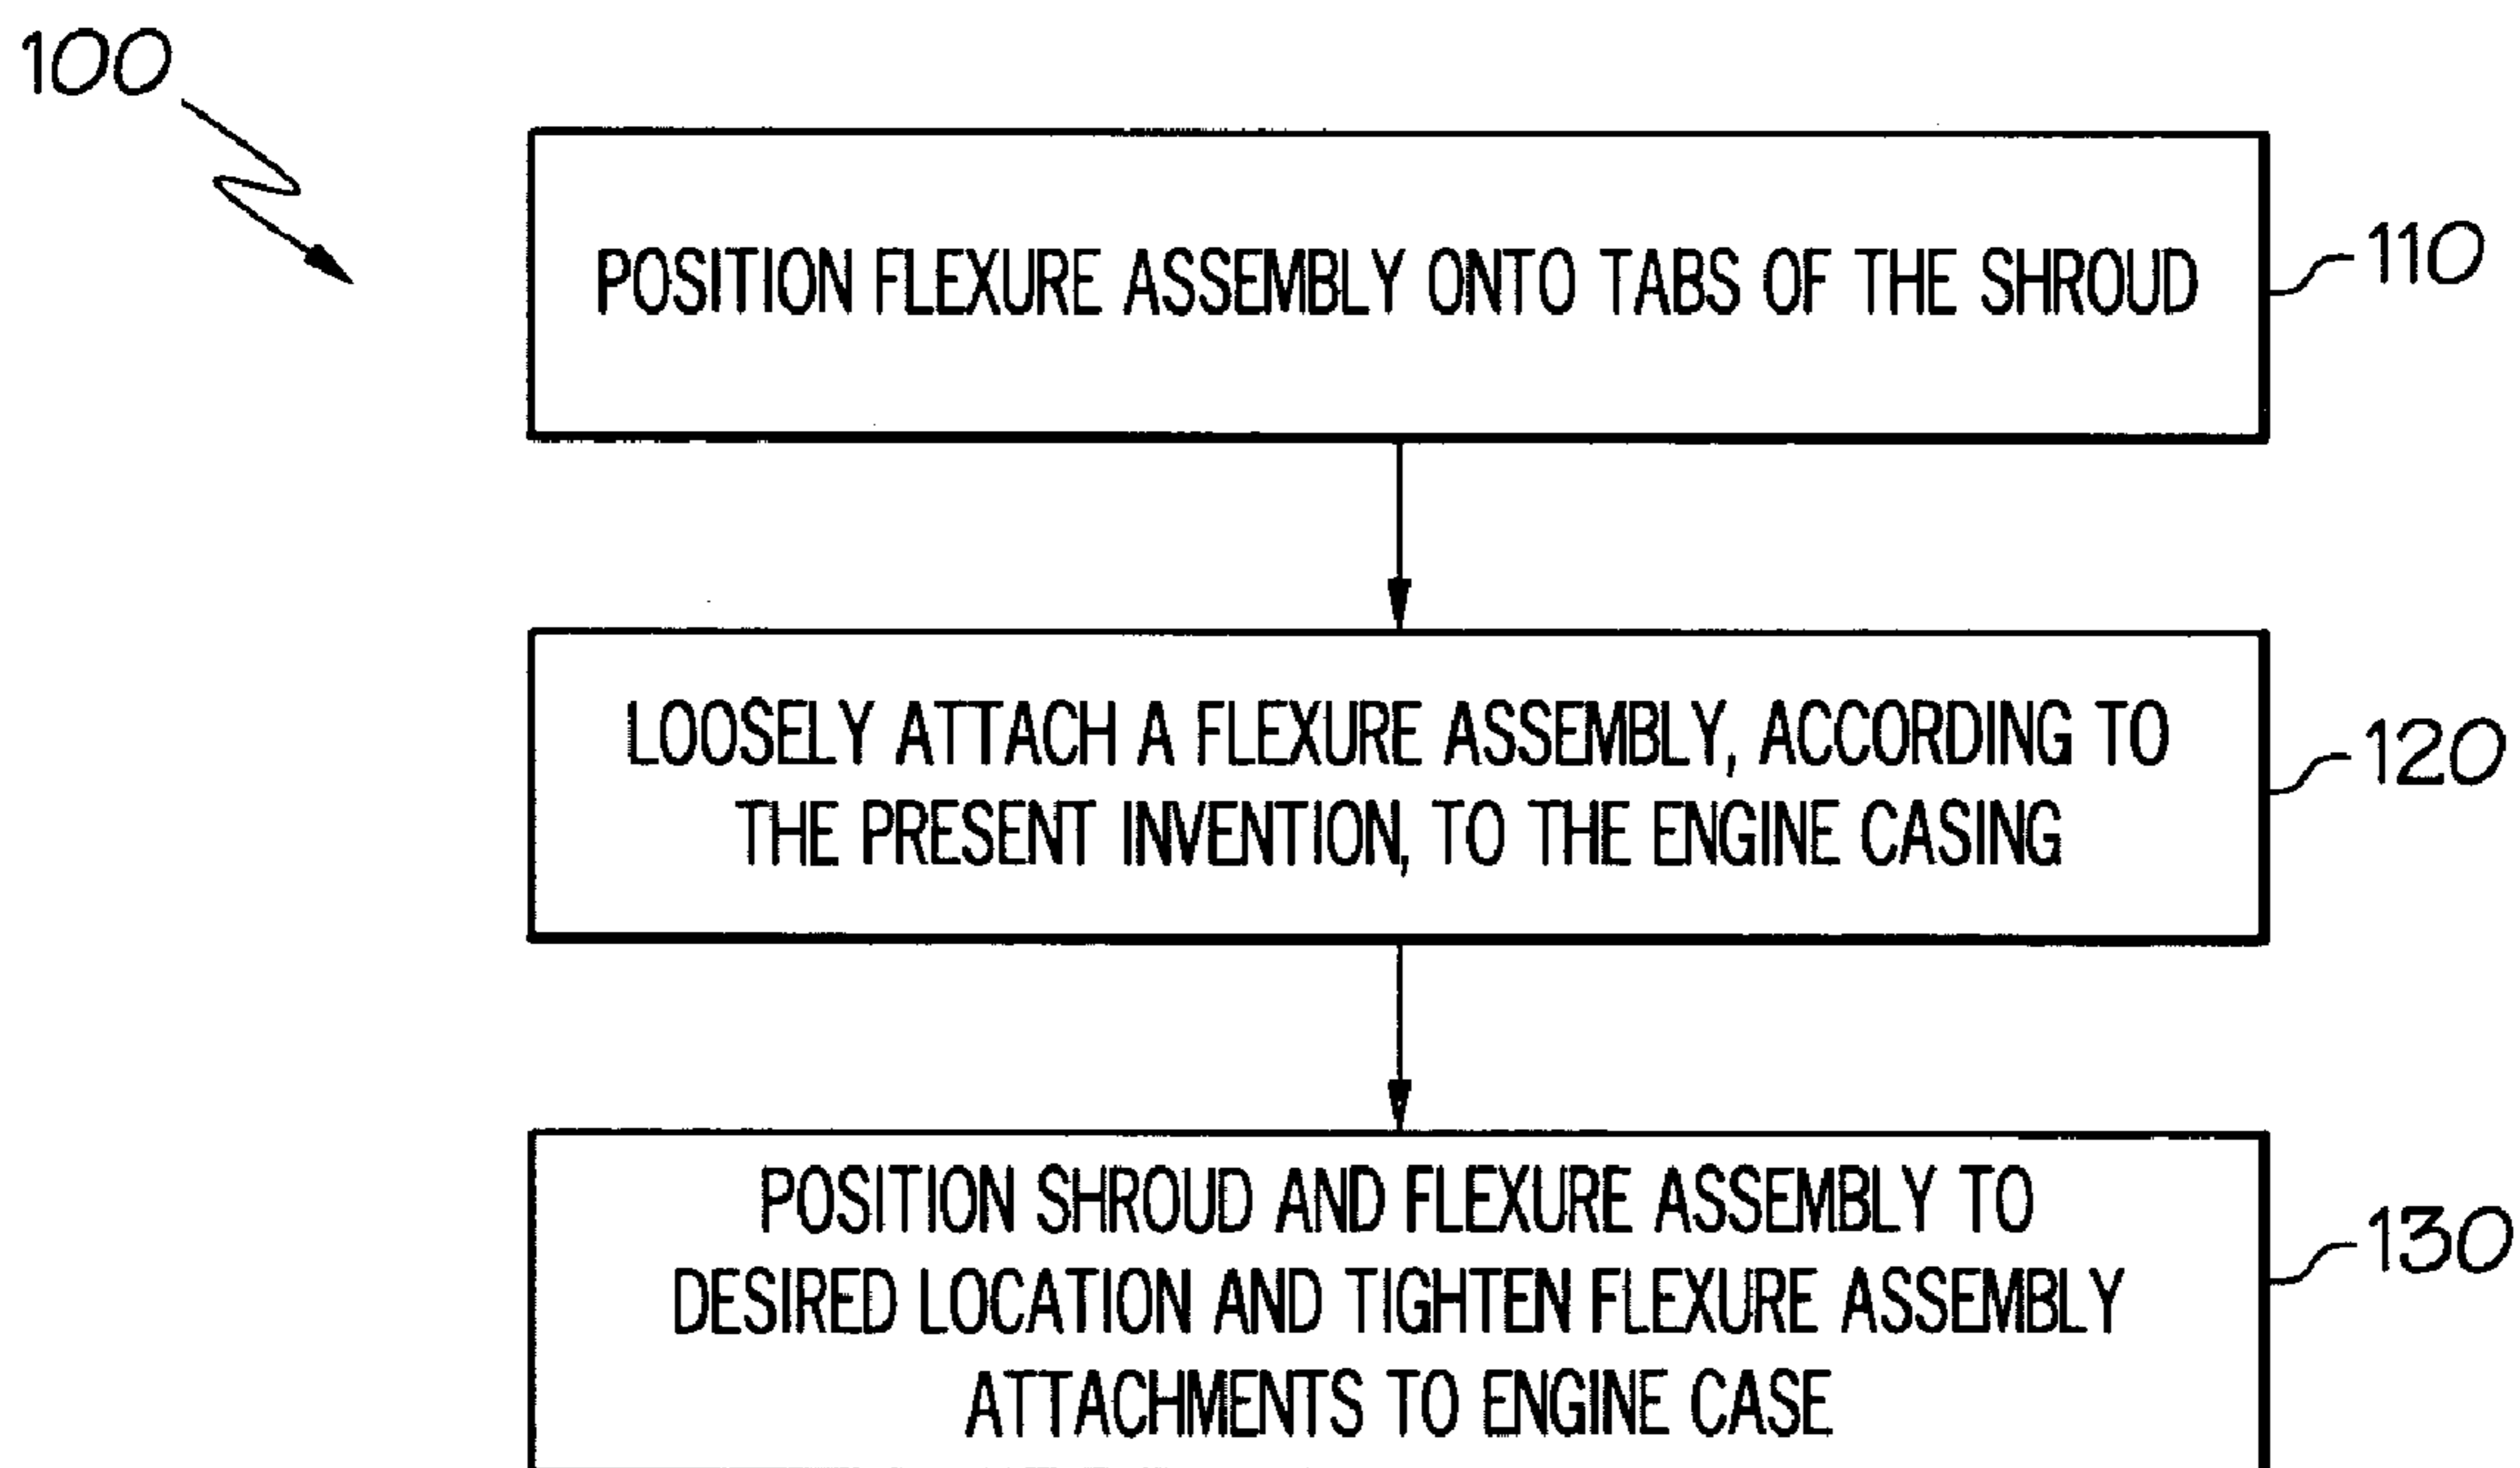 100
POSITION FLEXURE ASSEMBLY ONTO TABS OF THE SHROUD
110
LOOSELY ATTACH A FLEXURE ASSEMBLY, ACCORDING TO
THE PRESENT INVENTION, TO THE ENGINE CASING
120
POSITION SHROUD AND FLEXURE ASSEMBLY TO
DESIRED LOCATION AND TIGHTEN FLEXURE ASSEMBLY
ATTACHMENTS TO ENGINE CASE
130